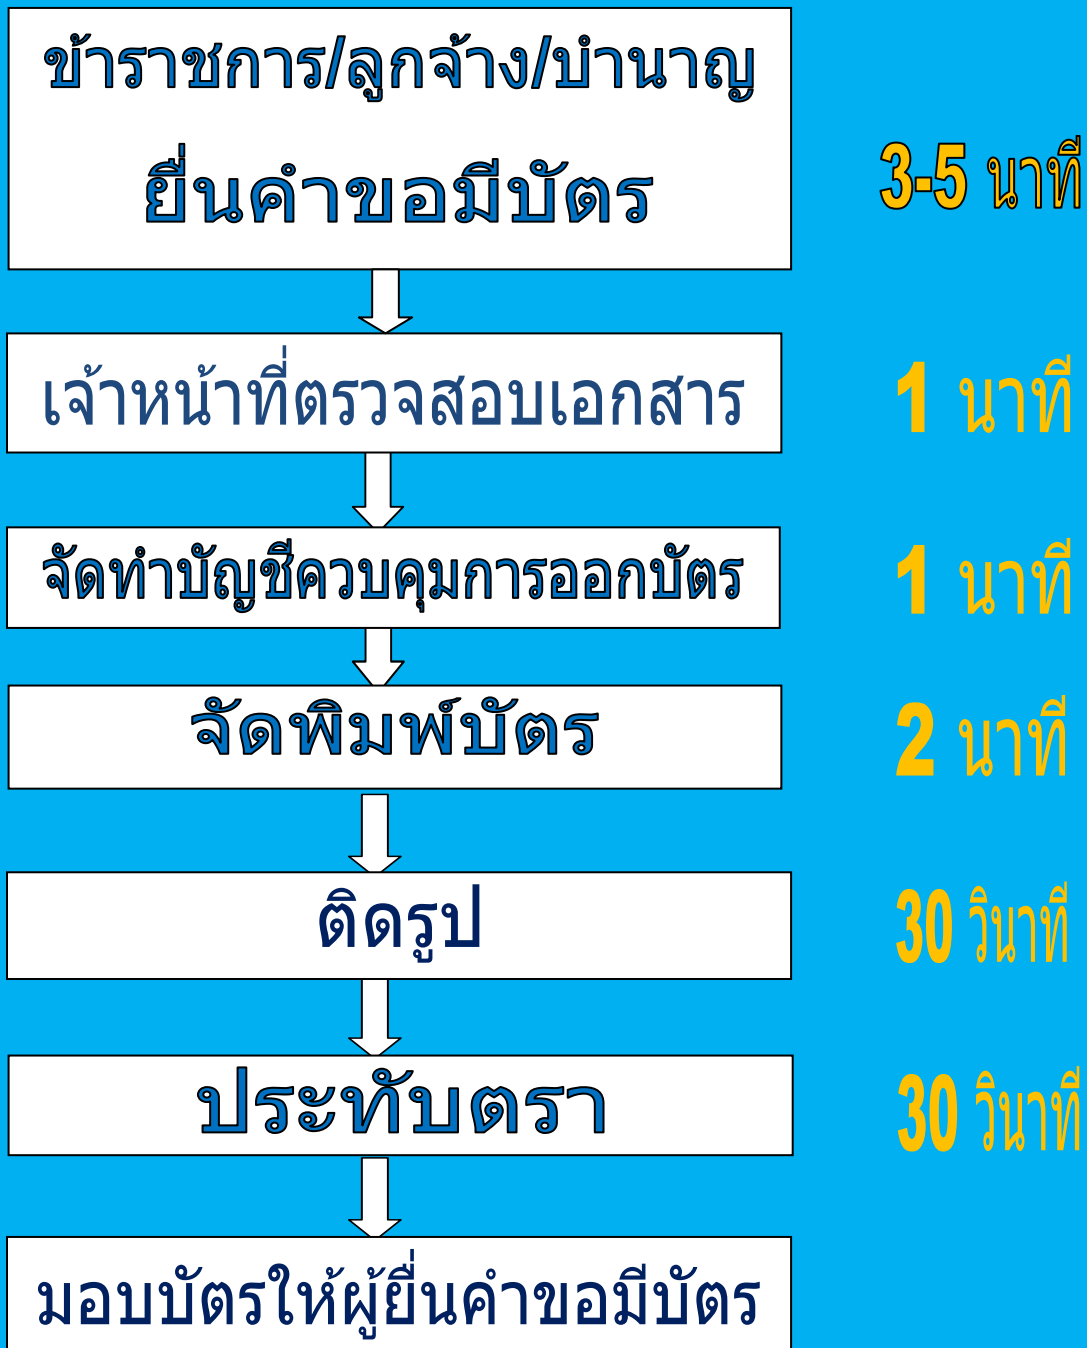 ข้าราชการ/ลูกจ้าง/บำนาญ
ยื่นคำขอมีบัตร
3-5 นาที
เจ้าหน้าที่ตรวจสอบเอกสาร
1 นาที
จัดทำบัญชีควบคุมการออกบัตร
1 นาที
จัดพิมพ์บัตร
2 นาที
ติดรูป
30 วินาที
ประทับตรา
30 วินาที
มอบบัตรให้ผู้ยื่นคำขอมีบัตร